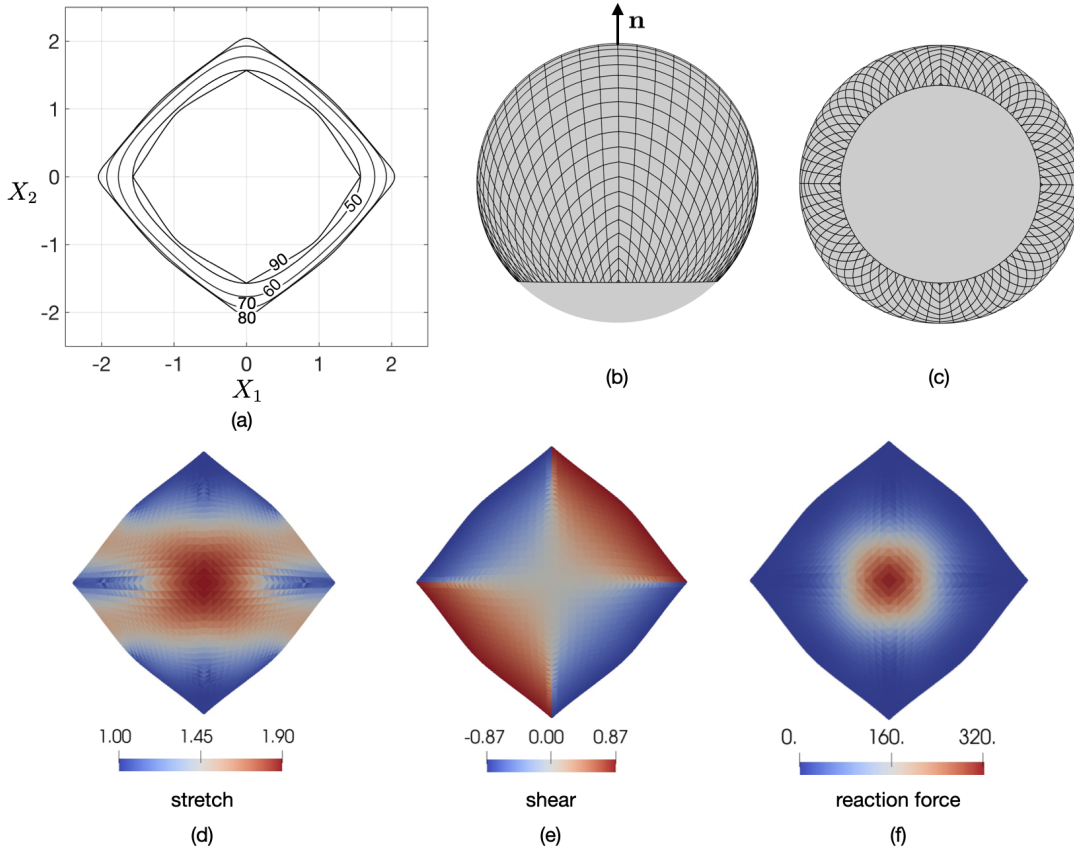 n
2
1
0
-1
-2
X₂
50
90
60
70
80
-2 -1 0 1 2
X₁
(a)
(b)
(c)
1.00 1.45 1.90
stretch
(d)
-0.87 0.00 0.87
shear
(e)
0. 160. 320.
reaction force
(f)